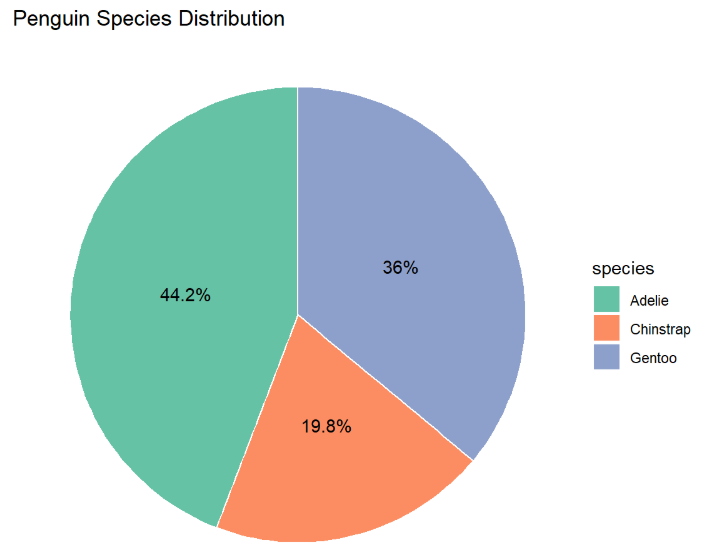 Penguin Species Distribution
36%
44.2%
19.8%
species
Adelie
Chinstrap
Gentoo